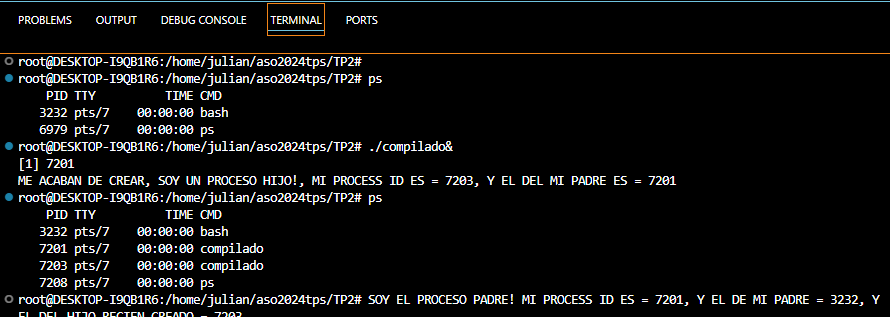 PROBLEMS OUTPUT DEBUG CONSOLE TERMINAL PORTS
root@DESKTOP-I9QB1R6:/home/julian/aso2024tps/TP2#
root@DESKTOP-I9QB1R6:/home/julian/aso2024tps/TP2# ps
PID TTY TIME CMD
3232 pts/7 00:00:00 bash
6979 pts/7 00:00:00 ps
root@DESKTOP-I9QB1R6:/home/julian/aso2024tps/TP2# ./compilado&
[1] 7201
ME ACABAN DE CREAR, SOY UN PROCESO HIJO!, MI PROCESS ID ES = 7203, Y EL DEL MI PADRE ES = 7201
root@DESKTOP-I9QB1R6:/home/julian/aso2024tps/TP2# ps
PID TTY TIME CMD
3232 pts/7 00:00:00 bash
7201 pts/7 00:00:00 compilado
7203 pts/7 00:00:00 compilado
7208 pts/7 00:00:00 ps
root@DESKTOP-I9QB1R6:/home/julian/aso2024tps/TP2# SOY EL PROCESO PADRE! MI PROCESS ID ES = 7201, Y EL DE MI PADRE = 3232, Y
EL DEL HIJO RECIEN CREADO = 7203